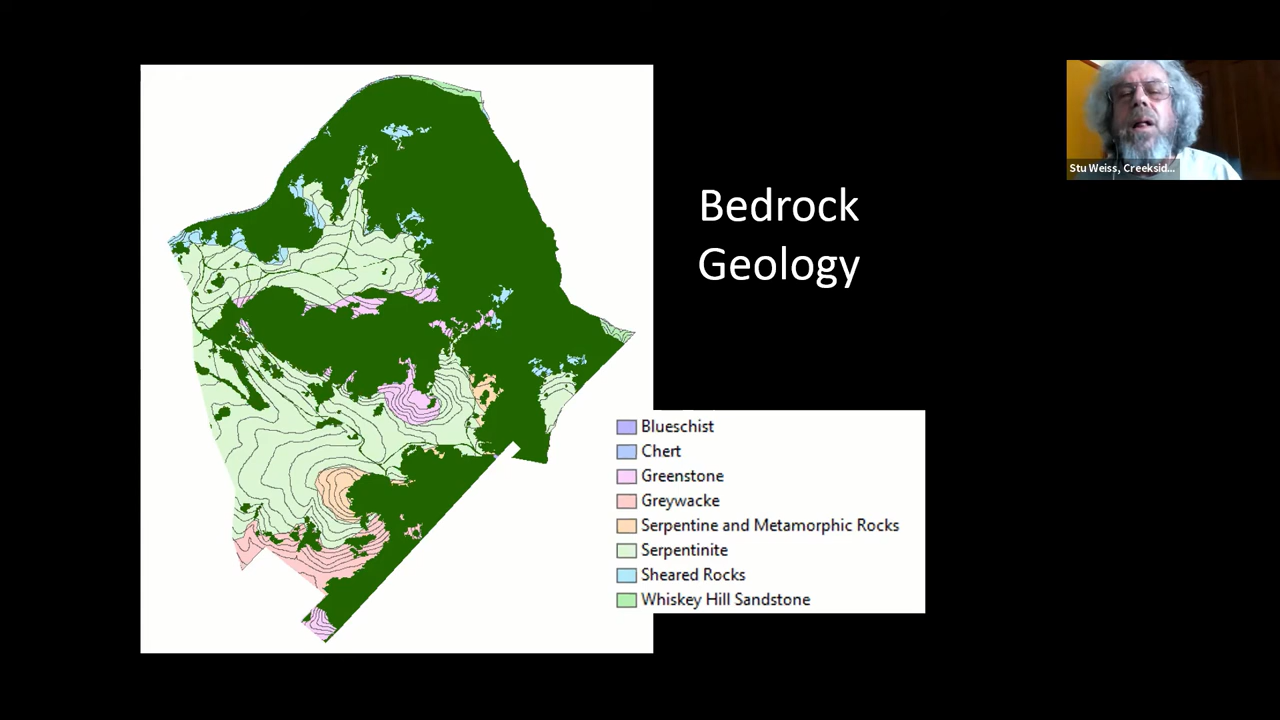 Stu Weiss, Creeksid...
Bedrock
Geology
Blueschist
Chert
Greenstone
Greywacke
Serpentine and Metamorphic Rocks
Serpentinite
Sheared Rocks
Whiskey Hill Sandstone